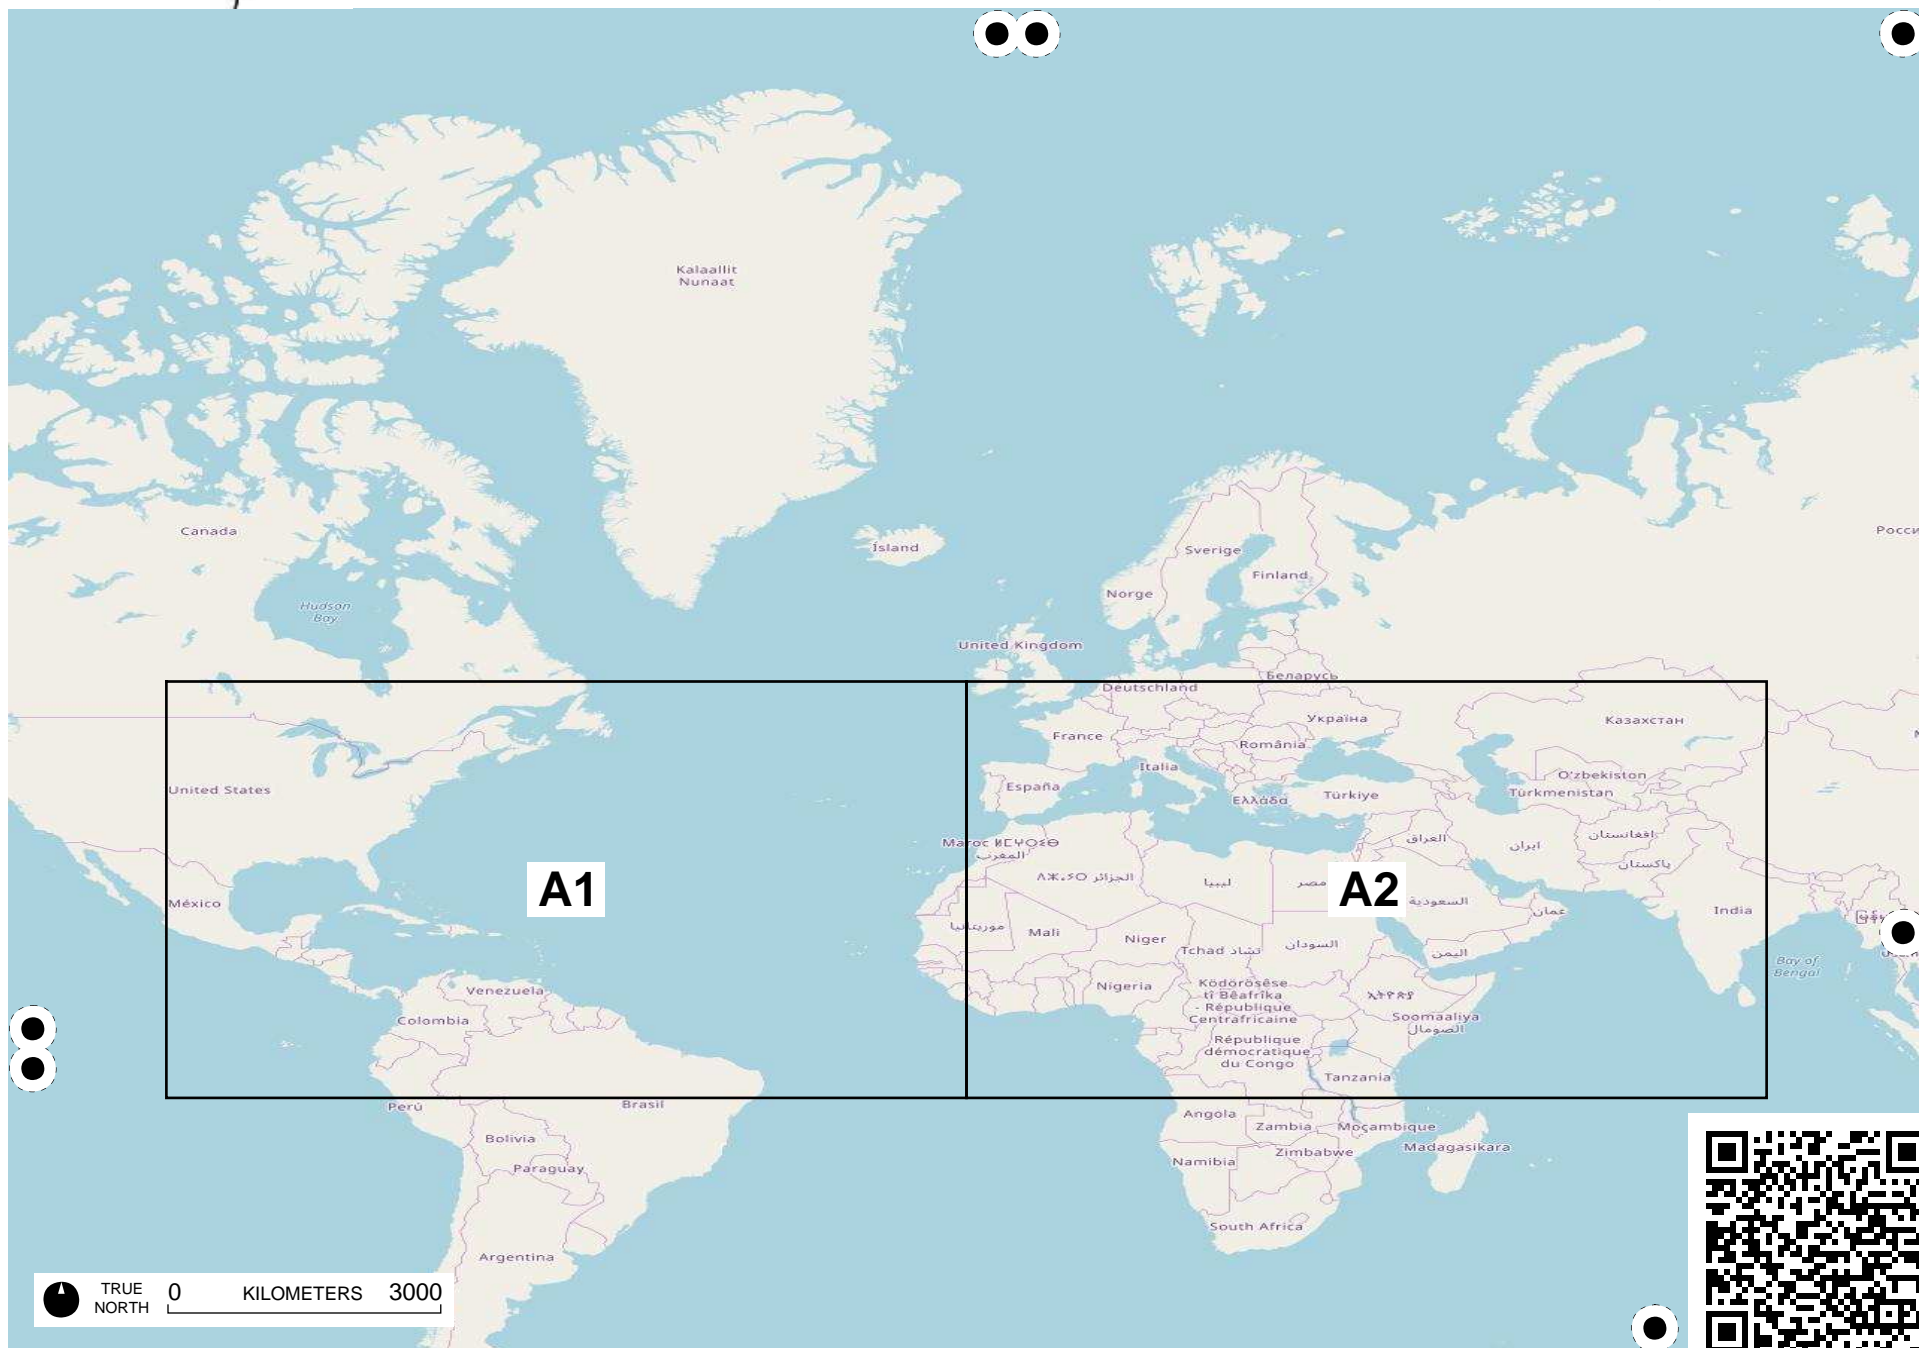 Kalaallit
Nunaat
Canada
Ísland
Sverige
Finland
Norge
Hudson
Bay
United Kingdom
Беларусь
Deutschland
Україна
Казахстан
France
România
Italia
O'zbekiston
España
United States
Türkiye
Türkmenistan
Ελλάδα
افغانستان
العراق
ایران
Maroc ⵍⵎⵖⵔⵉⴱ
المغرب
پاکستان
الجزائر
ليبيا
مصر
A1
A2
México
السعودية
India
عمان
موريتانيا
Mali
Niger
Tchad تشاد
السودان
اليمن
Bay of
Bengal
Venezuela
Nigeria
Ködörösêse
tî Bêafrîka
- République
Centrafricaine
Colombia
Soomaaliya
الصومال
République
démocratique
du Congo
Tanzania
Perú
Brasil
Angola
Zambia
Moçambique
Bolivia
Madagasikara
Zimbabwe
Paraguay
Namibia
South Africa
Argentina
TRUE
NORTH
0 KILOMETERS 3000